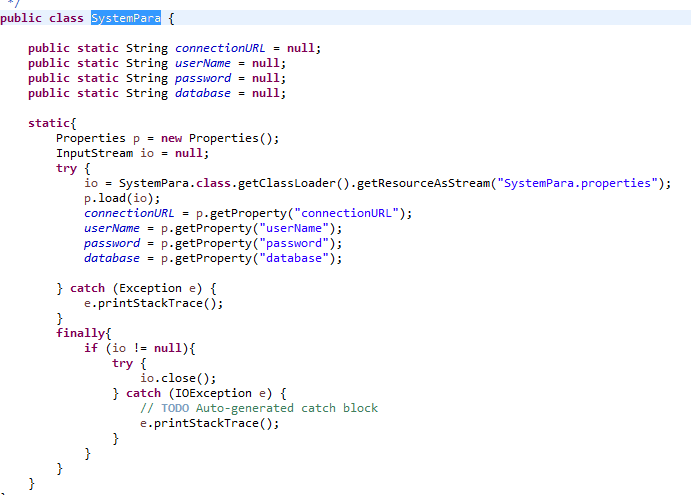 */
public class SystemPara {
public static String connectionURL = null;
public static String userName = null;
public static String password = null;
public static String database = null;
static{
Properties p = new Properties();
InputStream io = null;
try {
io = SystemPara.class.getClassLoader().getResourceAsStream("SystemPara.properties");
p.load(io);
connectionURL = p.getProperty("connectionURL");
userName = p.getProperty("userName");
password = p.getProperty("password");
database = p.getProperty("database");
} catch (Exception e) {
e.printStackTrace();
}
finally{
if (io != null){
try {
io.close();
} catch (IOException e) {
// TODO Auto-generated catch block
e.printStackTrace();
}
}
}
}